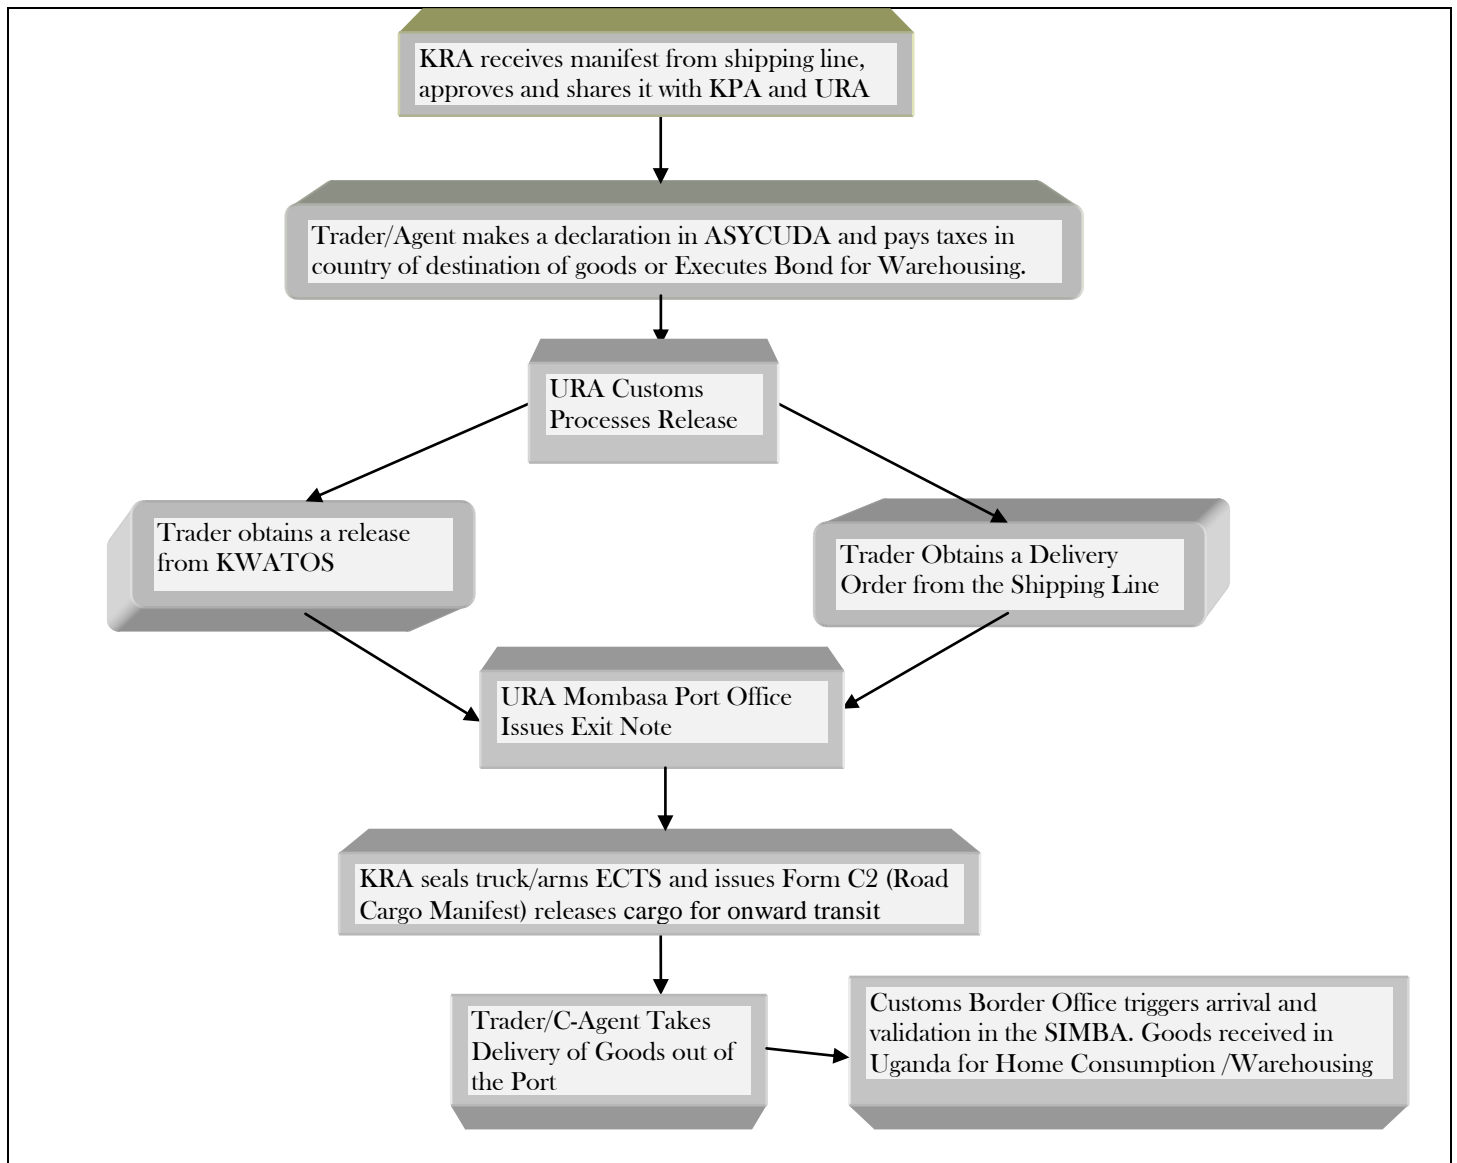 KRA receives manifest from shipping line,
approves and shares it with KPA and URA
Trader/Agent makes a declaration in ASYCUDA and pays taxes in
country of destination of goods or Executes Bond for Warehousing.
URA Customs
Processes Release
Trader obtains a release
from KWATOS
Trader Obtains a Delivery
Order from the Shipping Line
URA Mombasa Port Office
Issues Exit Note
KRA seals truck/arms ECTS and issues Form C2 (Road
Cargo Manifest) releases cargo for onward transit
Trader/C-Agent Takes
Delivery of Goods out of
the Port
Customs Border Office triggers arrival and
validation in the SIMBA. Goods received in
Uganda for Home Consumption /Warehousing